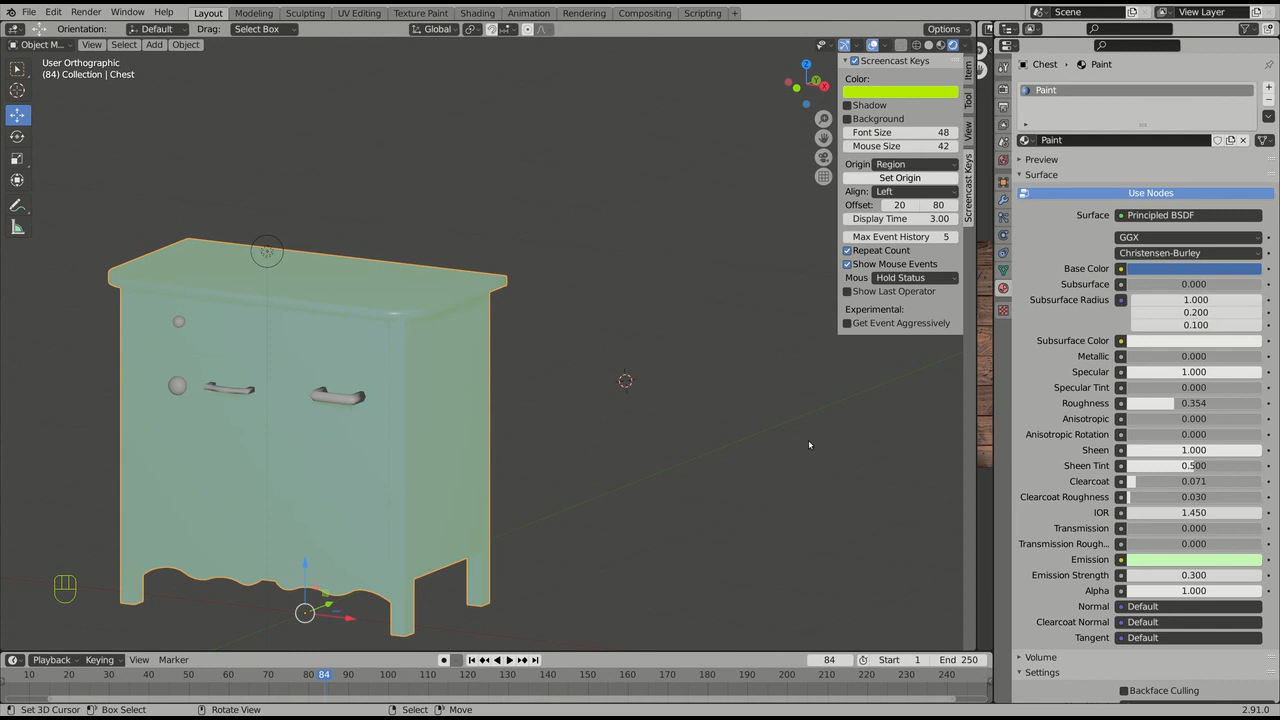 File Edit Render Window Help Layout Modeling Sculpting UV Editing Texture Paint Shading Animation Rendering Compositing Scripting + Scene View Layer
Orientation: Default Drag: Select Box Global Options
Object M... View Select Add Object
User Orthographic
(84) Collection | Chest
Z
Y
X
Screencast Keys
Color:
Shadow
Background
Font Size 48
Mouse Size 42
Origin Region
Set Origin
Align: Left
Offset: 20 80
Display Time 3.00
Max Event History 5
Repeat Count
Show Mouse Events
Mous Hold Status
Show Last Operator
Experimental:
Get Event Aggressively
Item
Tool
View
Screencast Keys
Chest Paint
Paint
Paint
Preview
Surface
Use Nodes
Surface Principled BSDF
GGX
Christensen-Burley
Base Color
Subsurface 0.000
Subsurface Radius 1.000
0.200
0.100
Subsurface Color
Metallic 0.000
Specular 1.000
Specular Tint 0.000
Roughness 0.354
Anisotropic 0.000
Anisotropic Rotation 0.000
Sheen 1.000
Sheen Tint 0.500
Clearcoat 0.071
Clearcoat Roughness 0.030
IOR 1.450
Transmission 0.000
Transmission Rough... 0.000
Emission
Emission Strength 0.300
Alpha 1.000
Normal Default
Clearcoat Normal Default
Tangent Default
Volume
Settings
Backface Culling
Playback Keying View Marker 84 Start 1 End 250
10 20 30 40 50 60 70 80 84 90 100 110 120 130 140 150 160 170 180 190 200 210 220 230 240
Set 3D Cursor Box Select Rotate View Select Move 2.91.0